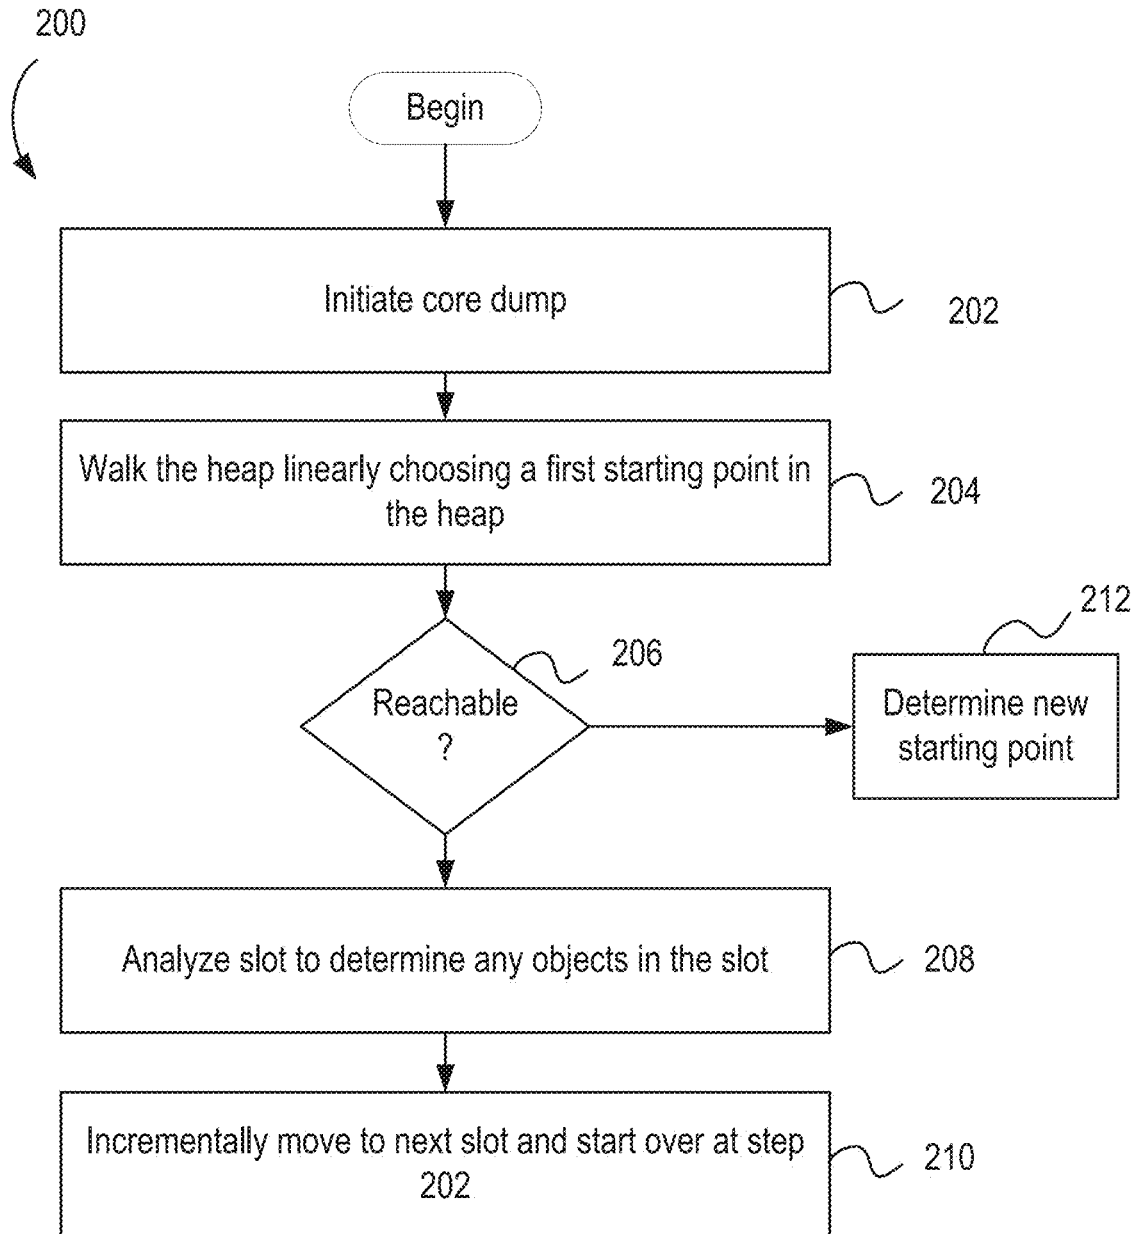 200
Begin
Initiate core dump
202
Walk the heap linearly choosing a first starting point in
the heap
204
212
206
Reachable
?
Determine new
starting point
Analyze slot to determine any objects in the slot
208
Incrementally move to next slot and start over at step
202
210